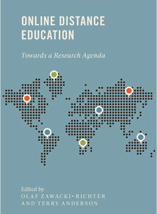 ONLINE DISTANCE
EDUCATION
Towards a Research Agenda
Edited by
OLAF ZAWACKI-RICHTER
AND TERRY ANDERSON